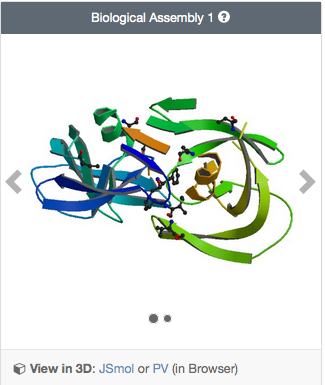 Biological Assembly 1 ?
View in 3D: JSmol or PV (in Browser)